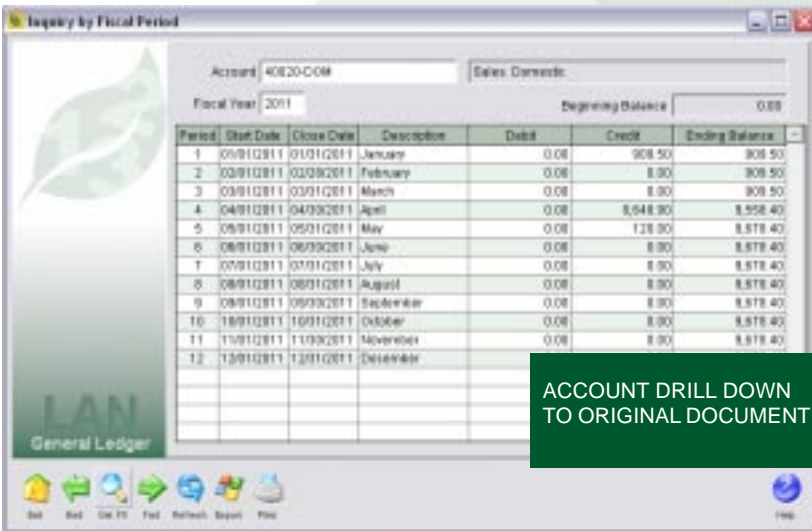 Inquiry by Fiscal Period
Account 40020-DOM Sales Domestic
Fiscal Year 2011 Beginning Balance 0.00
Period Start Date Close Date Description Debit Credit Ending Balance
1 01/01/2011 01/31/2011 January 0.00 909.50 909.50
2 02/01/2011 02/28/2011 February 0.00 0.00 909.50
3 03/01/2011 03/31/2011 March 0.00 0.00 909.50
4 04/01/2011 04/30/2011 April 0.00
5 05/01/2011 05/31/2011 May 0.00
6 06/01/2011 06/30/2011 June 0.00 0.00
7 07/01/2011 07/31/2011 July 0.00 0.00
8 08/01/2011 08/31/2011 August 0.00 0.00
9 09/01/2011 09/30/2011 September 0.00 0.00
10 10/01/2011 10/31/2011 October 0.00 0.00
11 11/01/2011 11/30/2011 November 0.00 0.00
12 12/01/2011 12/31/2011 December
ACCOUNT DRILL DOWN
TO ORIGINAL DOCUMENT
LAN
General Ledger
Refresh Export Print Help